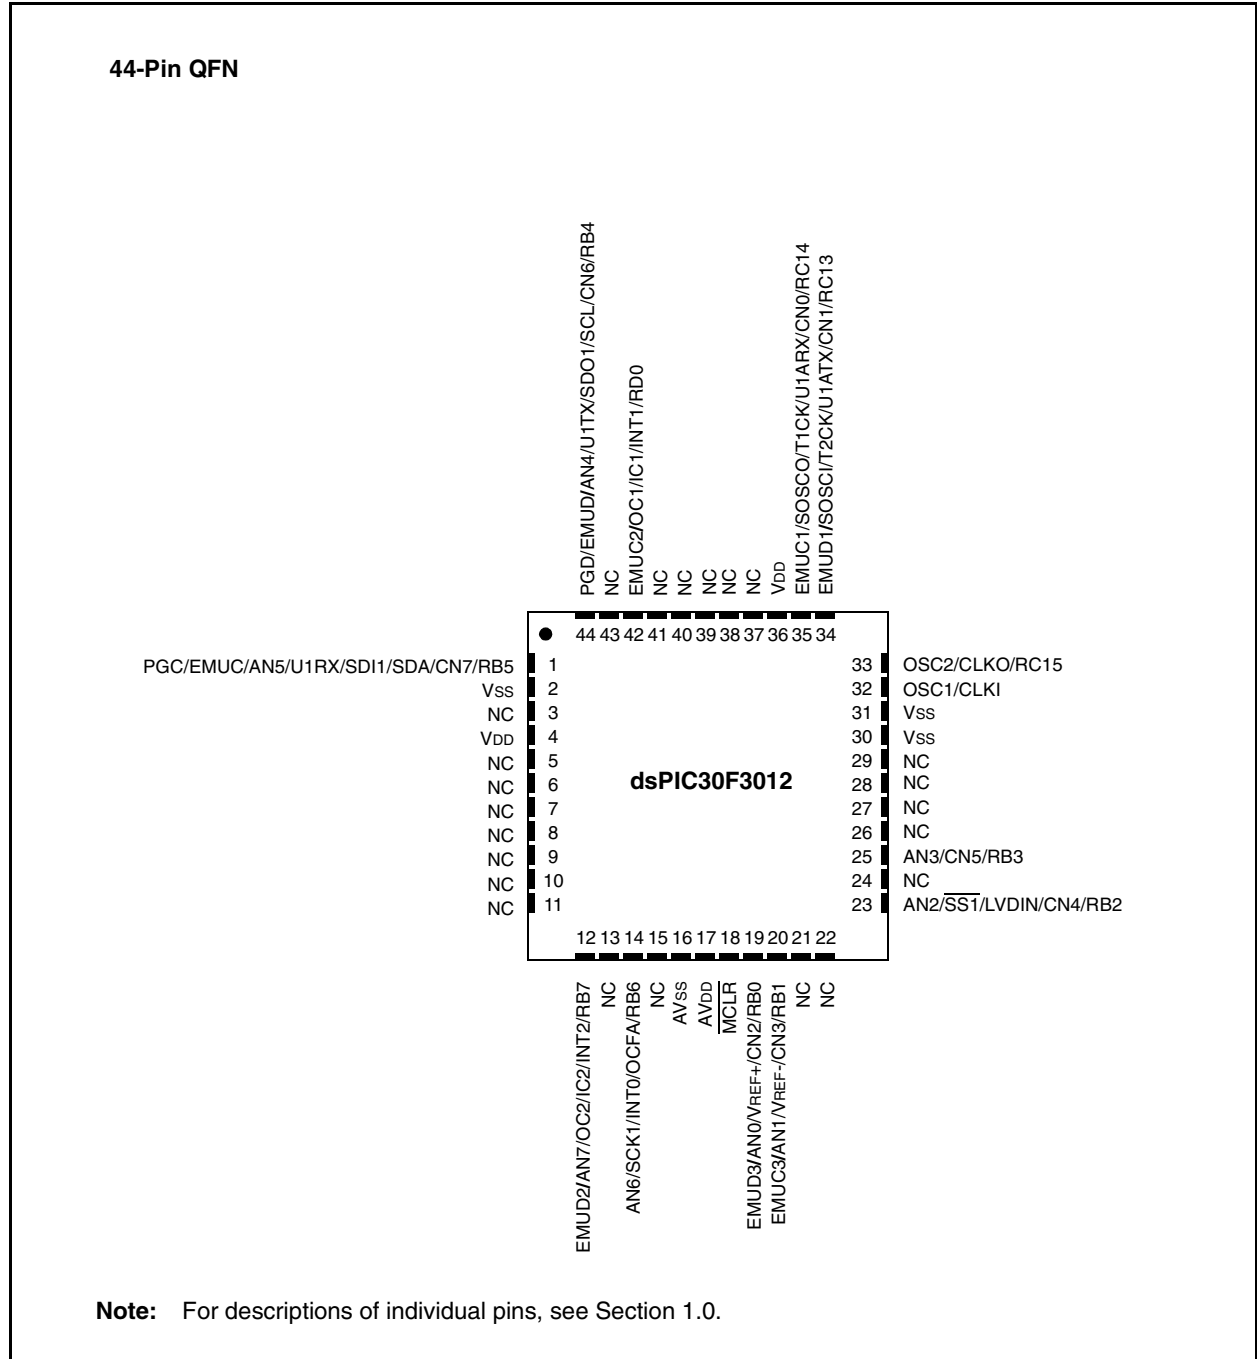 44-Pin QFN
PGD/EMUD/AN4/U1TX/SDO1/SCL/CN6/RB4
NC
EMUC2/OC1/IC1/INT1/RD0
NC
NC
NC
NC
NC
VDD
EMUC1/SOSCO/T1CK/U1ARX/CN0/RC14
EMUD1/SOSCI/T2CK/U1ATX/CN1/RC13
44 43 42 41 40 39 38 37 36 35 34
PGC/EMUC/AN5/U1RX/SDI1/SDA/CN7/RB5 1
VSS 2
NC 3
VDD 4
NC 5
NC 6
NC 7
NC 8
NC 9
NC 10
NC 11
dsPIC30F3012
33 OSC2/CLKO/RC15
32 OSC1/CLKI
31 VSS
30 VSS
29 NC
28 NC
27 NC
26 NC
25 AN3/CN5/RB3
24 NC
23 AN2/SS1/LVDIN/CN4/RB2
12 13 14 15 16 17 18 19 20 21 22
EMUD2/AN7/OC2/IC2/INT2/RB7
NC
AN6/SCK1/INT0/OCFA/RB6
NC
AVSS
AVDD
MCLR
EMUD3/AN0/VREF+/CN2/RB0
EMUC3/AN1/VREF-/CN3/RB1
NC
NC
Note: For descriptions of individual pins, see Section 1.0.